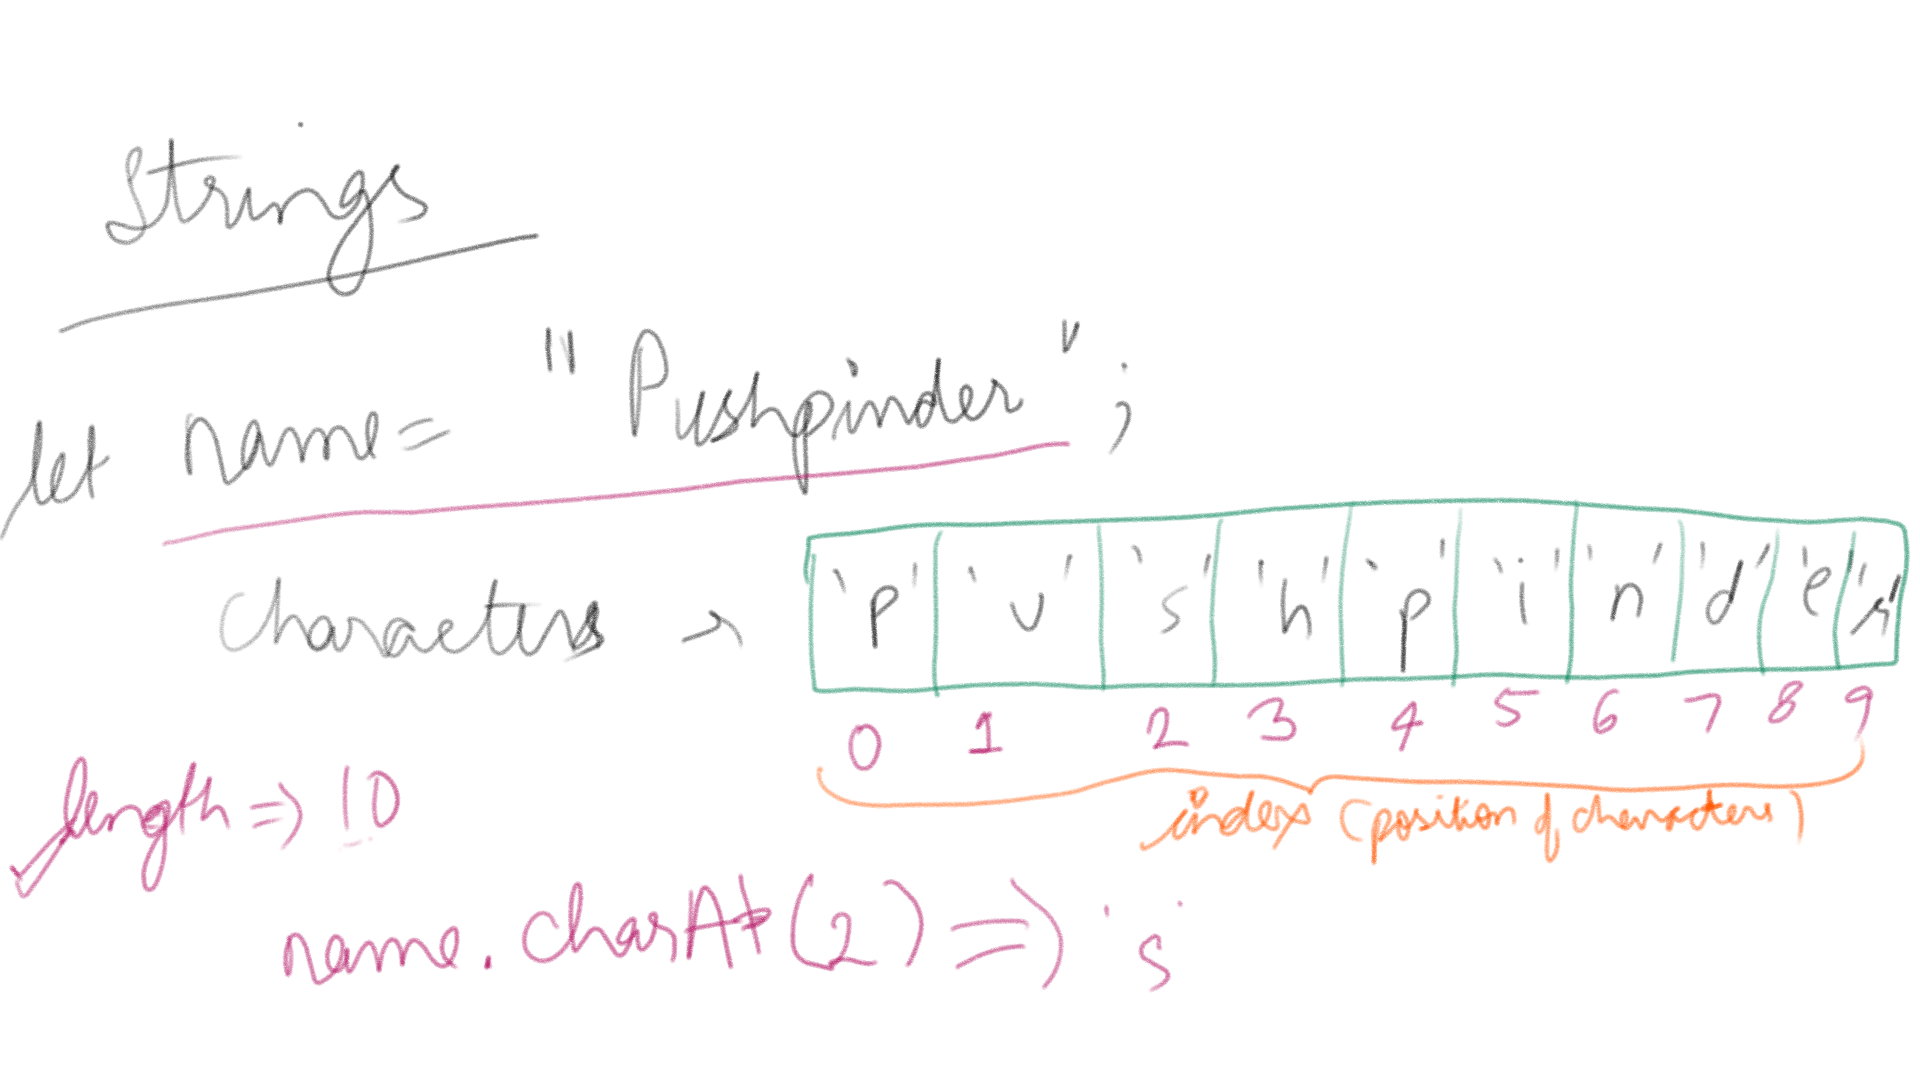 Strings
let name = "Pushpinder";
characters → 'P' 'u' 's' 'h' 'p' 'i' 'n' 'd' 'e' 'r'
0 1 2 3 4 5 6 7 8 9
index (position of characters)
length => 10
name.charAt(2) => 's'